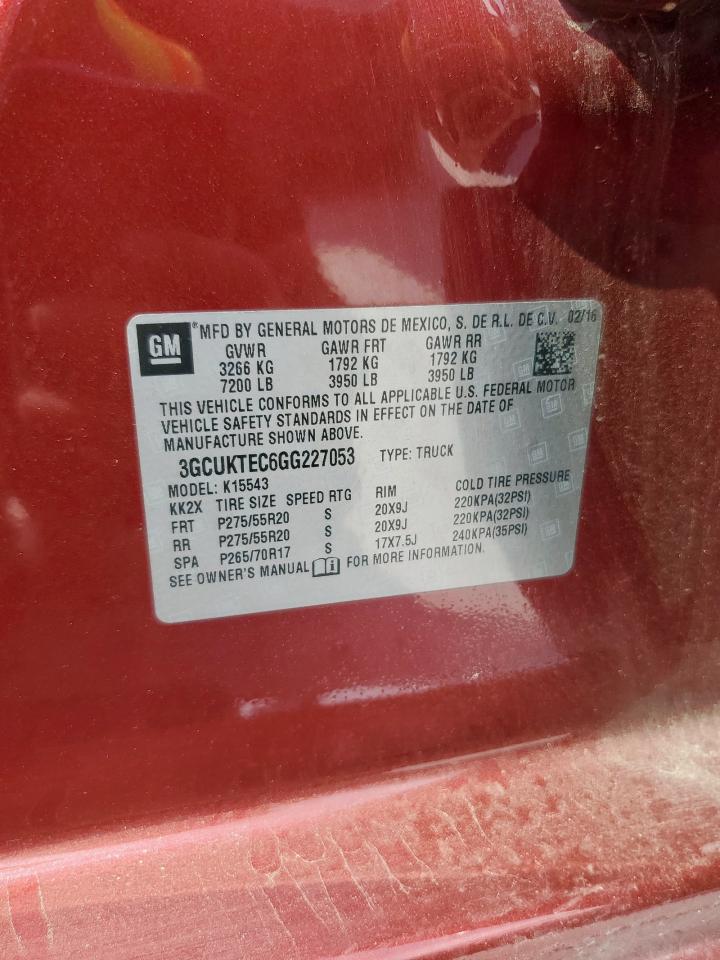 GM
®MFD BY GENERAL MOTORS DE MEXICO, S. DE R.L. DE C.V. 02/16
GVWR GAWR FRT GAWR RR
3266 KG 1792 KG 1792 KG
7200 LB 3950 LB 3950 LB
THIS VEHICLE CONFORMS TO ALL APPLICABLE U.S. FEDERAL MOTOR
VEHICLE SAFETY STANDARDS IN EFFECT ON THE DATE OF
MANUFACTURE SHOWN ABOVE.
3GCUKTEC6GG227053 TYPE: TRUCK
MODEL: K15543
KK2X TIRE SIZE SPEED RTG RIM COLD TIRE PRESSURE
FRT P275/55R20 S 20X9J 220KPA(32PSI)
RR P275/55R20 S 20X9J 220KPA(32PSI)
SPA P265/70R17 S 17X7.5J 240KPA(35PSI)
SEE OWNER'S MANUAL FOR MORE INFORMATION.